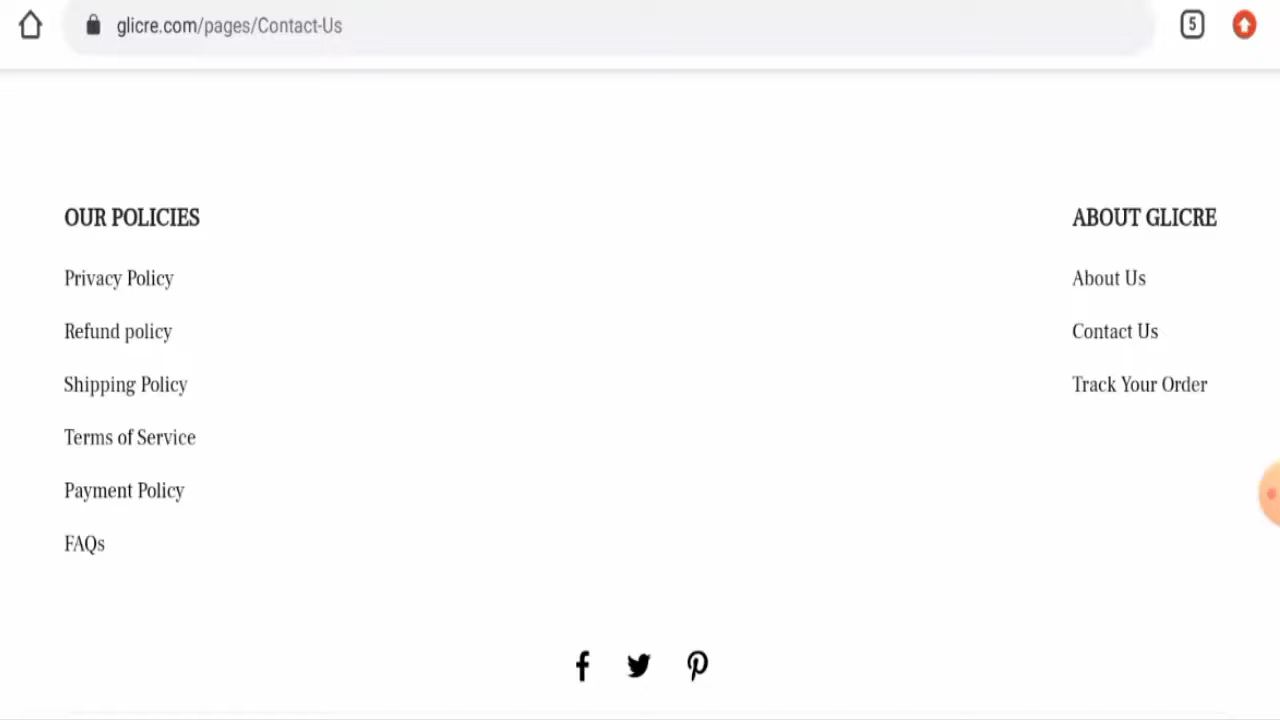 glicre.com/pages/Contact-Us
5
OUR POLICIES
Privacy Policy
Refund policy
Shipping Policy
Terms of Service
Payment Policy
FAQs
ABOUT GLICRE
About Us
Contact Us
Track Your Order